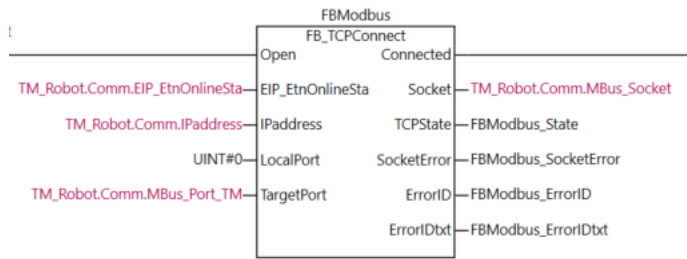 FBModbus
FB_TCPConnect
Open Connected
TM_Robot.Comm.EIP_EtnOnlineSta EIP_EtnOnlineSta Socket TM_Robot.Comm.MBus_Socket
TM_Robot.Comm.IPaddress IPaddress TCPState FBModbus_State
UINT#0 LocalPort SocketError FBModbus_SocketError
TM_Robot.Comm.MBus_Port_TM TargetPort ErrorID FBModbus_ErrorID
ErrorIDtxt FBModbus_ErrorIDtxt